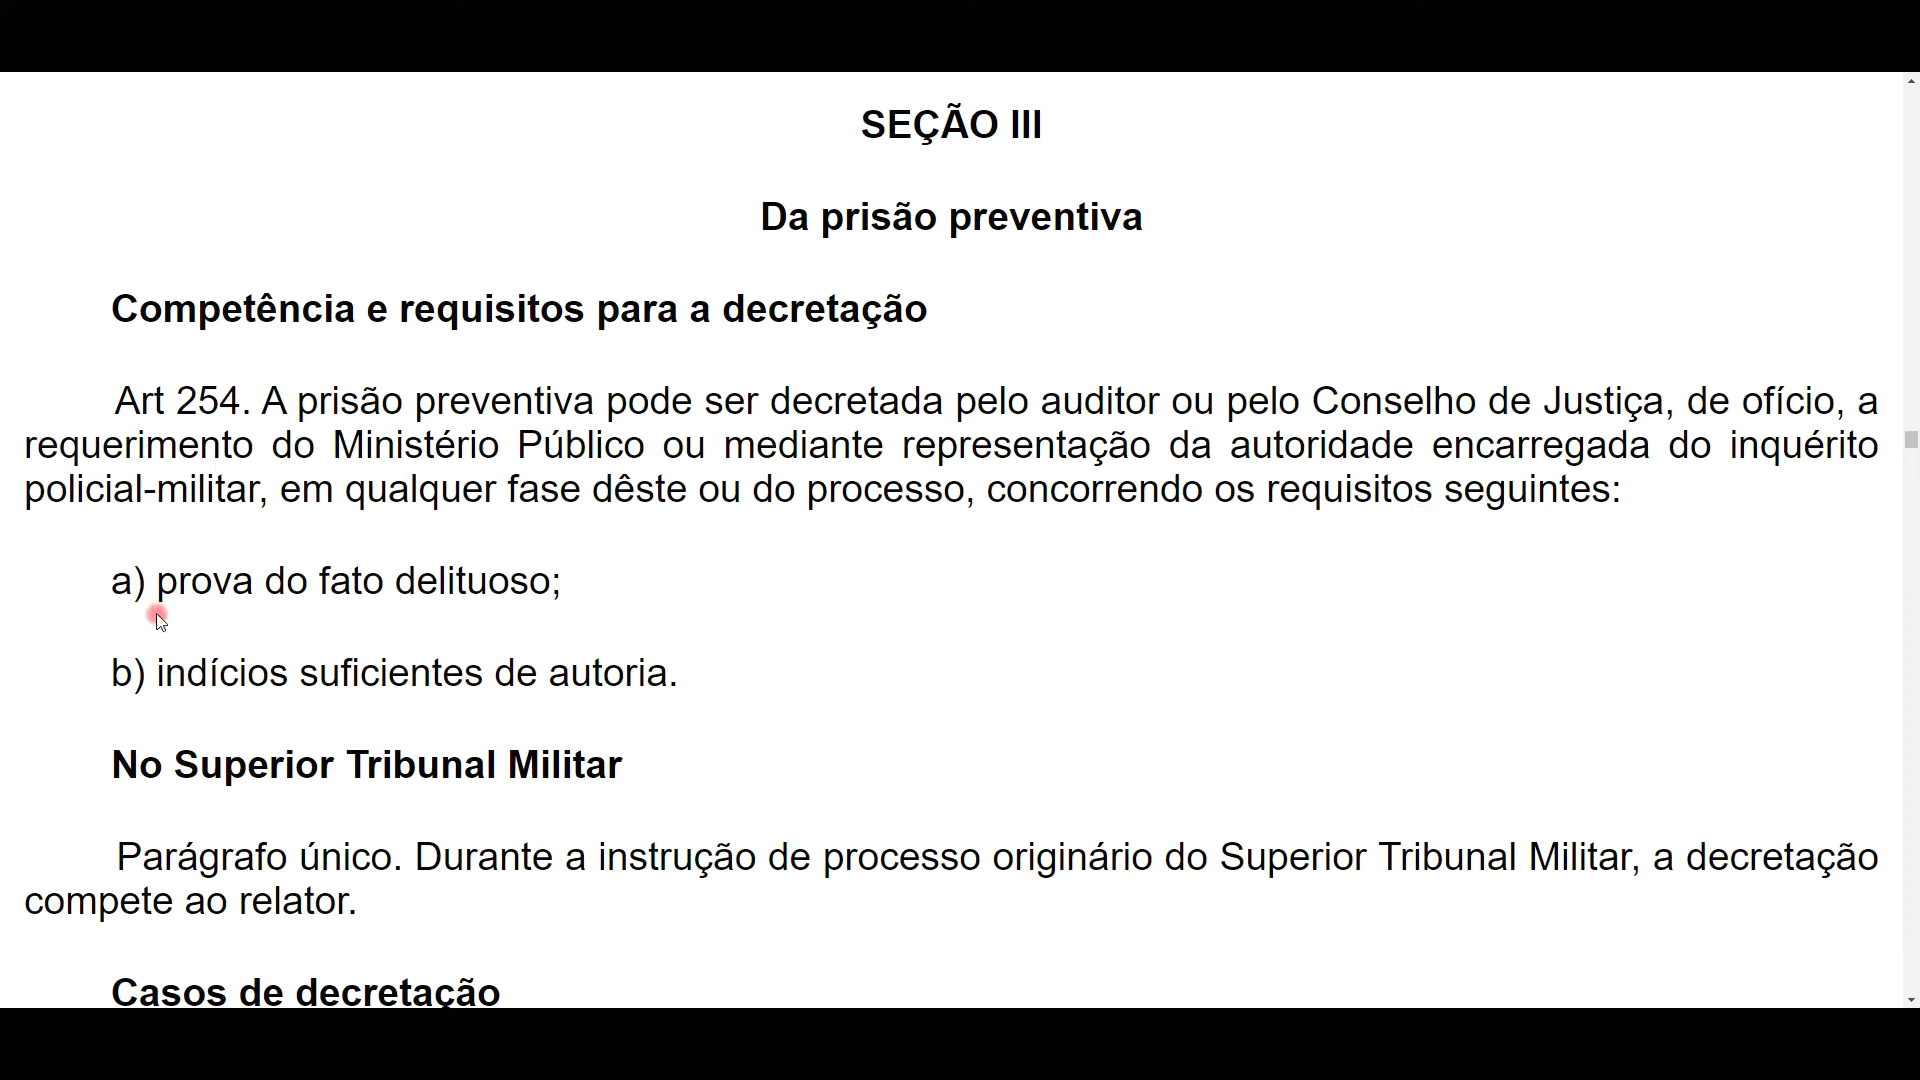 SEÇÃO III
Da prisão preventiva
Competência e requisitos para a decretação
Art 254. A prisão preventiva pode ser decretada pelo auditor ou pelo Conselho de Justiça, de ofício, a
requerimento do Ministério Público ou mediante representação da autoridade encarregada do inquérito
policial-militar, em qualquer fase dêste ou do processo, concorrendo os requisitos seguintes:
a) prova do fato delituoso;
b) indícios suficientes de autoria.
No Superior Tribunal Militar
Parágrafo único. Durante a instrução de processo originário do Superior Tribunal Militar, a decretação
compete ao relator.
Casos de decretação